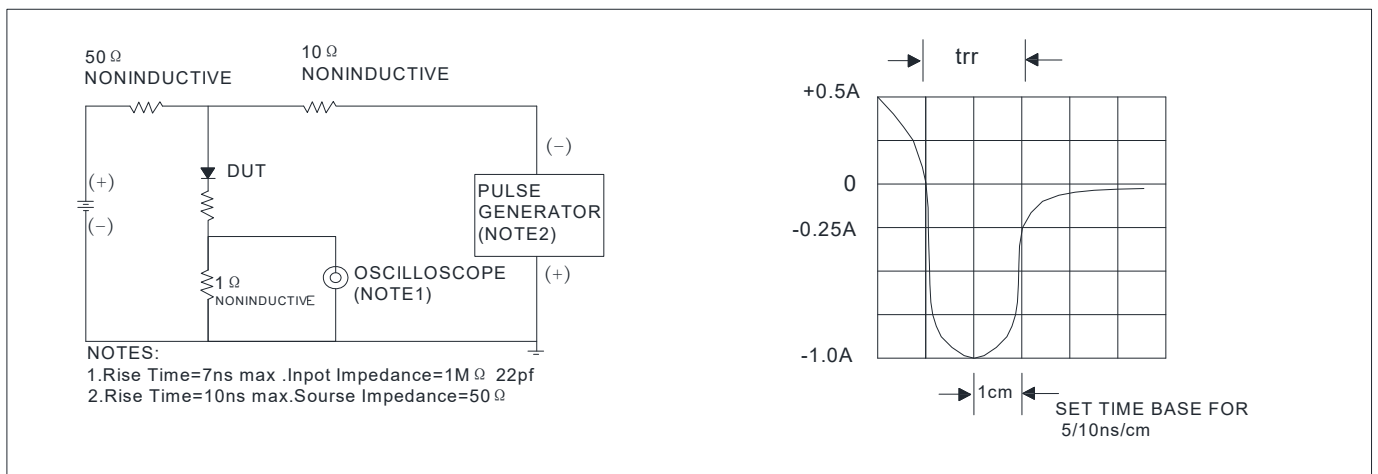 50 Ω
NONINDUCTIVE
10 Ω
NONINDUCTIVE
(+)
(−)
DUT
1 Ω
NONINDUCTIVE
OSCILLOSCOPE
(NOTE1)
(−)
PULSE
GENERATOR
(NOTE2)
(+)
NOTES:
1.Rise Time=7ns max .Inpot Impedance=1M Ω 22pf
2.Rise Time=10ns max.Sourse Impedance=50 Ω
trr
+0.5A
0
-0.25A
-1.0A
1cm
SET TIME BASE FOR
5/10ns/cm